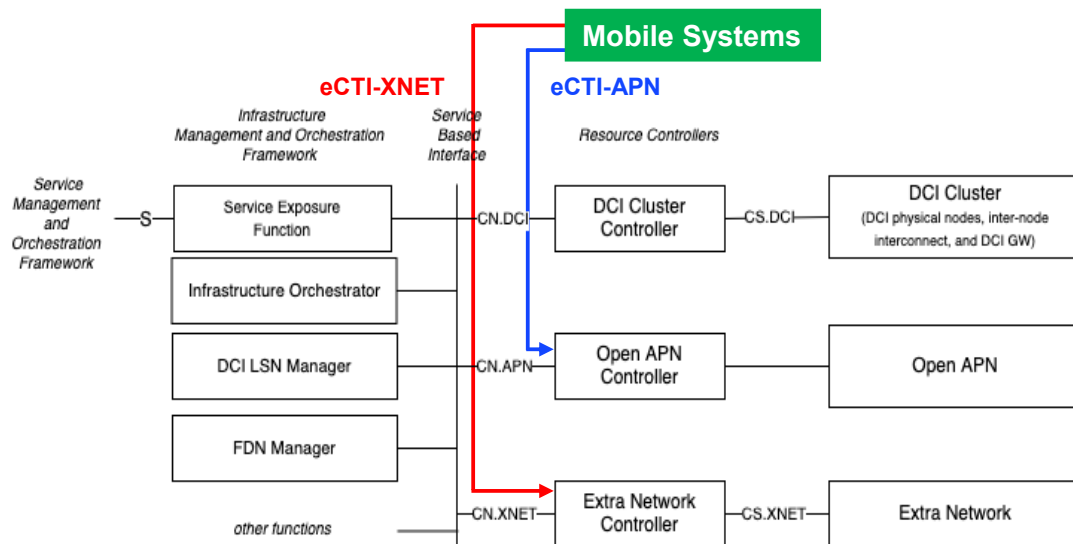 Mobile Systems
eCTI-XNET
eCTI-APN
Infrastructure
Management and Orchestration
Framework
Service
Based
Interface
Resource Controllers
Service
Management
and
Orchestration
Framework
S
Service Exposure
Function
CN.DCI
DCI Cluster
Controller
CS.DCI
DCI Cluster
(DCI physical nodes, inter-node
interconnect, and DCI GW)
Infrastructure Orchestrator
DCI LSN Manager
CN.APN
Open APN
Controller
Open APN
FDN Manager
other functions
CN.XNET
Extra Network
Controller
CS.XNET
Extra Network